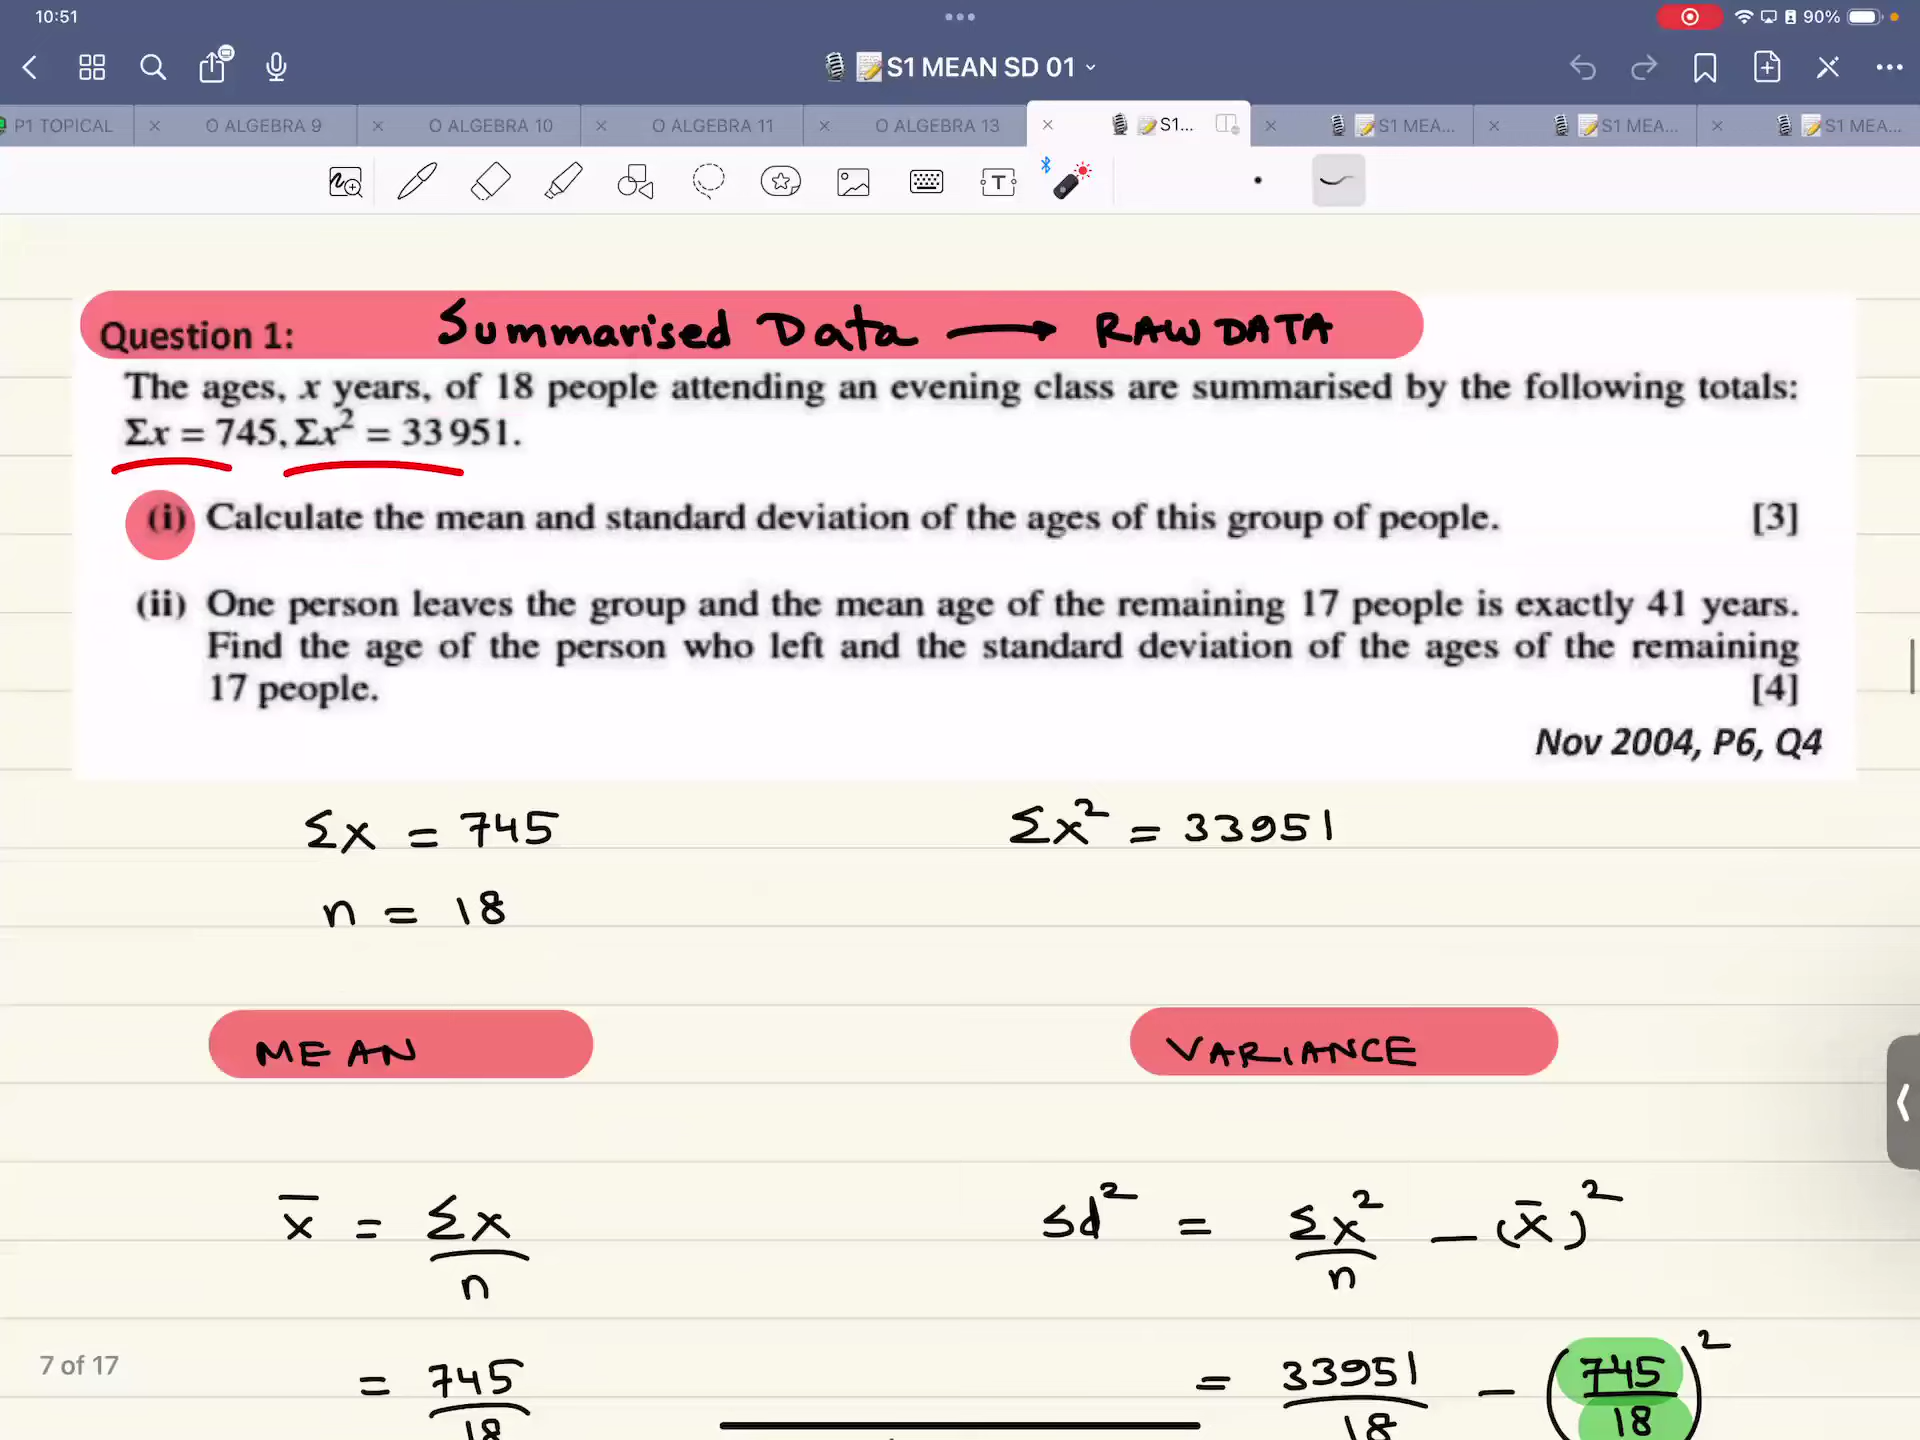 10:51
90%
S1 MEAN SD 01
P1 TOPICAL
O ALGEBRA 9
O ALGEBRA 10
O ALGEBRA 11
O ALGEBRA 13
S1...
S1 MEA...
S1 MEA...
S1 MEA...
Question 1: Summarised Data → RAW DATA
The ages, x years, of 18 people attending an evening class are summarised by the following totals:
Σx = 745, Σx² = 33 951.
(i) Calculate the mean and standard deviation of the ages of this group of people. [3]
(ii) One person leaves the group and the mean age of the remaining 17 people is exactly 41 years.
Find the age of the person who left and the standard deviation of the ages of the remaining
17 people. [4]
Nov 2004, P6, Q4
Σx = 745 Σx² = 33951
n = 18
MEAN VARIANCE
x̄ = Σx/n sd² = Σx²/n − (x̄)²
= 745/18 = 33951/18 − (745/18)²
7 of 17